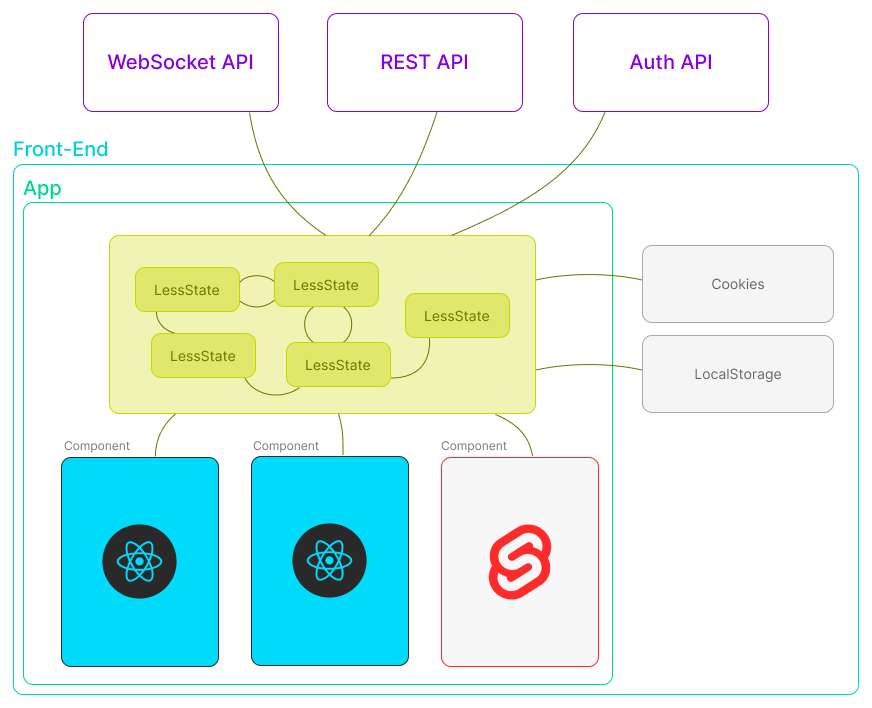 WebSocket API
REST API
Auth API
Front-End
App
LessState
LessState
LessState
LessState
LessState
Cookies
LocalStorage
Component
Component
Component